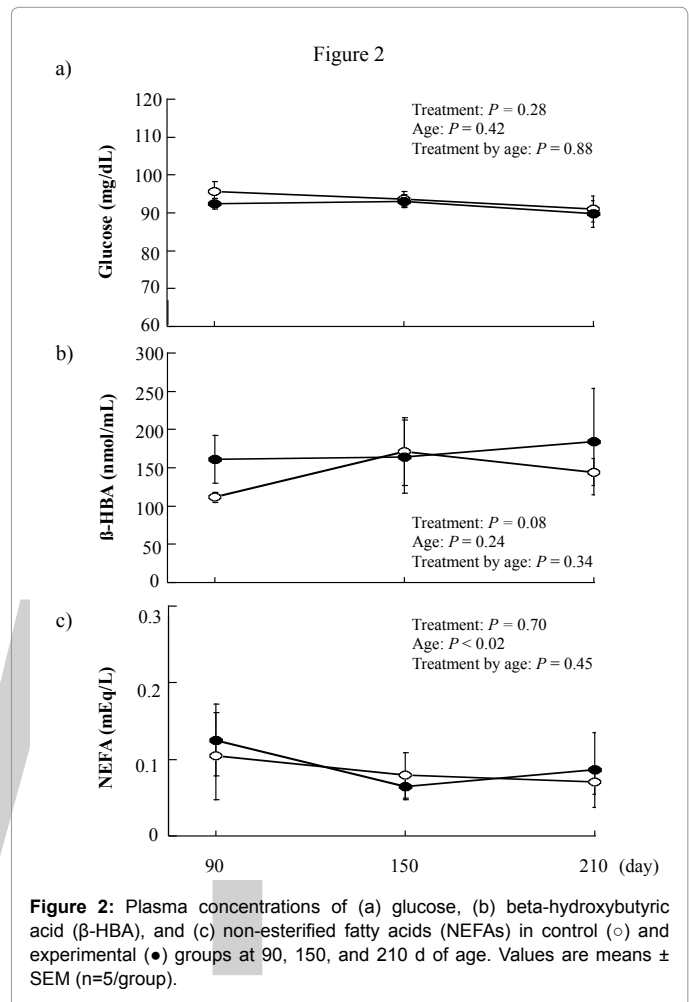 Figure 2
a)
Treatment: P = 0.28
Age: P = 0.42
Treatment by age: P = 0.88
Glucose (mg/dL)
120
110
100
90
80
70
60
b)
ß-HBA (nmol/mL)
300
250
200
150
100
50
0
Treatment: P = 0.08
Age: P = 0.24
Treatment by age: P = 0.34
c)
NEFA (mEq/L)
0.3
0.2
0.1
0
Treatment: P = 0.70
Age: P < 0.02
Treatment by age: P = 0.45
90 150 210 (day)
Figure 2: Plasma concentrations of (a) glucose, (b) beta-hydroxybutyric
acid (β-HBA), and (c) non-esterified fatty acids (NEFAs) in control (○) and
experimental (●) groups at 90, 150, and 210 d of age. Values are means ±
SEM (n=5/group).